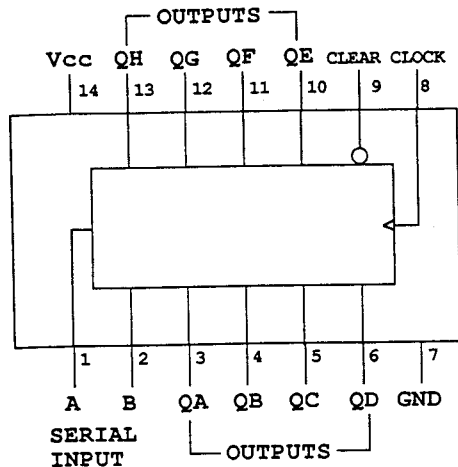 OUTPUTS
Vcc QH QG QF QE CLEAR CLOCK
14 13 12 11 10 9 8
1 2 3 4 5 6 7
A B QA QB QC QD GND
SERIAL
INPUT
OUTPUTS